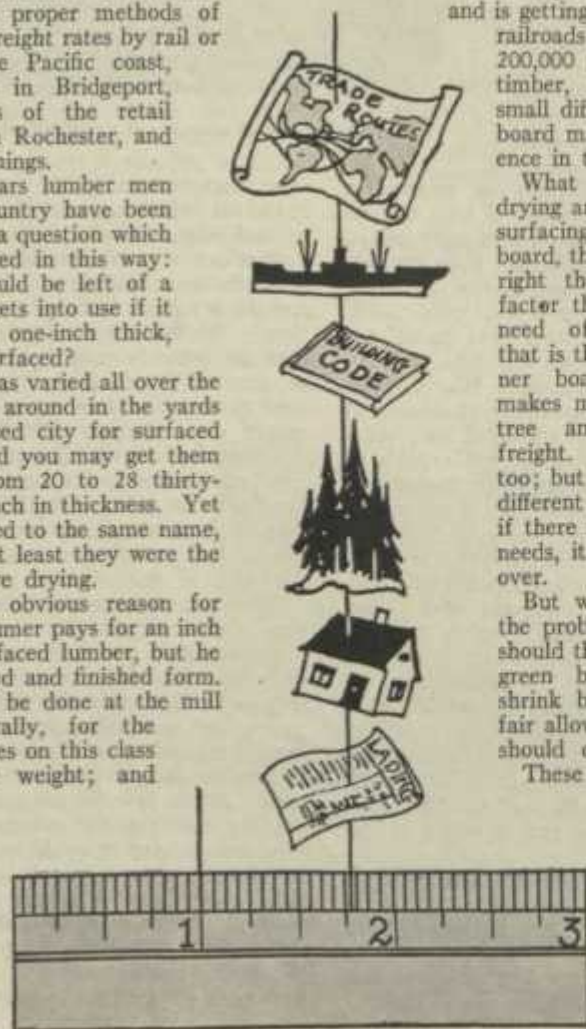 proper methods of
reight rates by rail or
e Pacific coast,
in Bridgeport,
s of the retail
Rochester, and
ings.
ars lumber men
untry have been
a question which
ed in this way:
uld be left of a
ets into use if it
one-inch thick,
rfaced?
as varied all over the
around in the yards
ed city for surfaced
d you may get them
om 20 to 28 thirty-
ch in thickness. Yet
ed to the same name,
t least they were the
re drying.
obvious reason for
umer pays for an inch
faced lumber, but he
d and finished form.
be done at the mill
ally, for the
es on this class
weight; and
TRADE
ROUTES
BUILDING
CODE
LADING
1 2 3
and is getting
railroads
200,000
timber,
small dif
board m
ence in t
What
drying a
surfacing
board, th
right th
factor th
need of
that is th
ner boa
makes m
tree an
freight.
too; but
different
if there
needs, it
over.
But w
the prob
should th
green b
shrink b
fair allow
should c
These